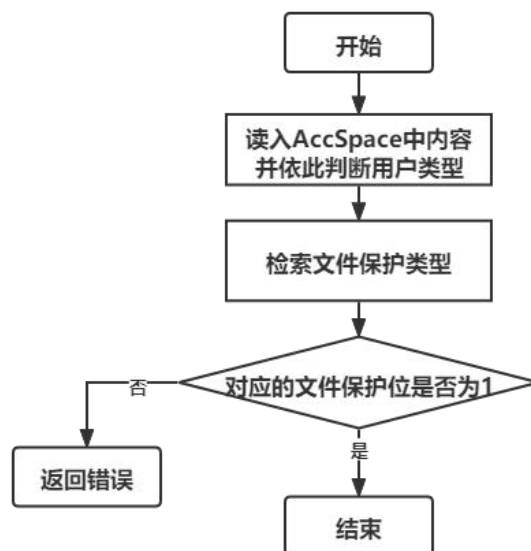 开始
读入AccSpace中内容
并依此判断用户类型
检索文件保护类型
对应的文件保护位是否为1
否
是
返回错误
结束